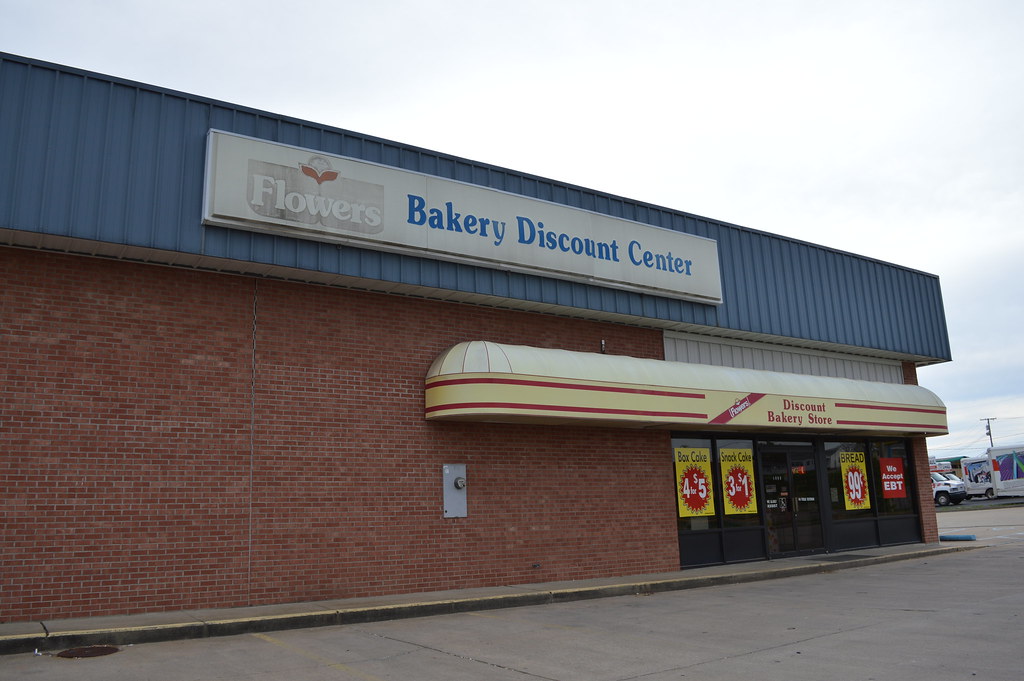 Flowers
Bakery Discount Center
Flowers
Discount
Bakery Store
Box Cake
4 for $5
Snack Cake
3 for $1
BREAD
99¢
We
Accept
EBT